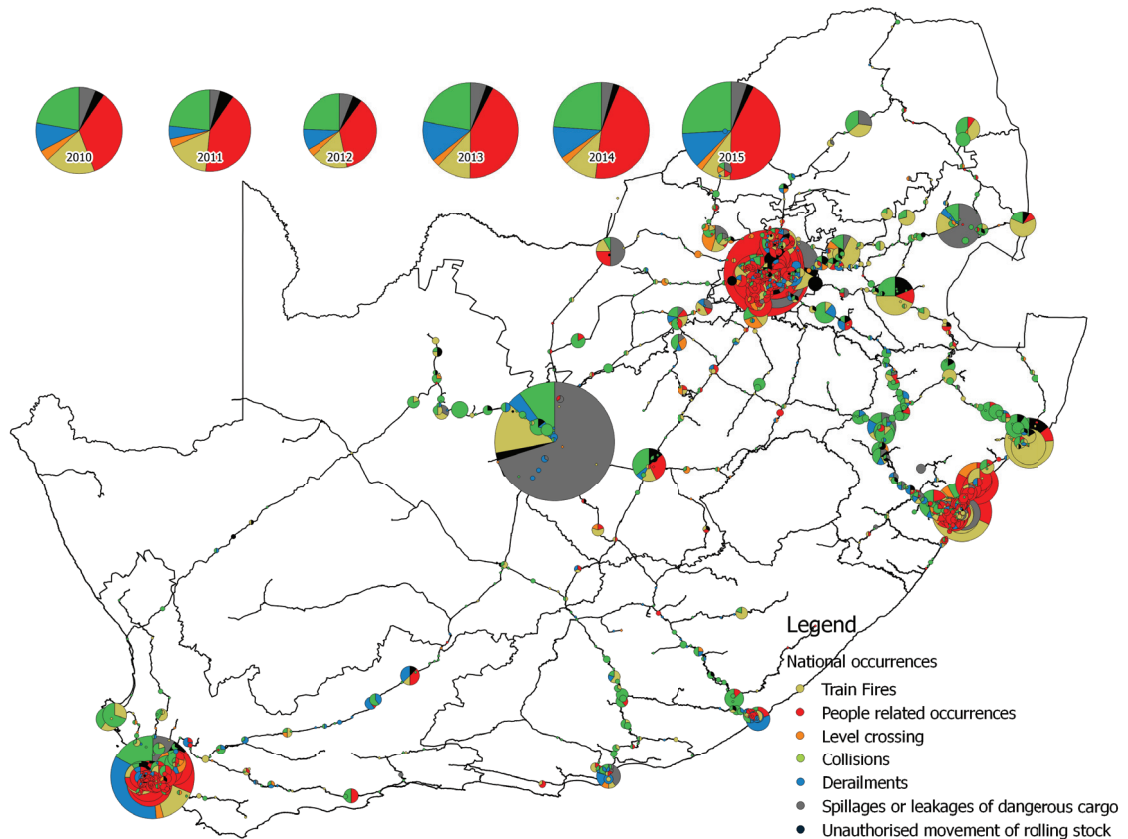 2010
2011
2012
2013
2014
2015
Legend
National occurrences
Train Fires
People related occurrences
Level crossing
Collisions
Derailments
Spillages or leakages of dangerous cargo
Unauthorised movement of rolling stock